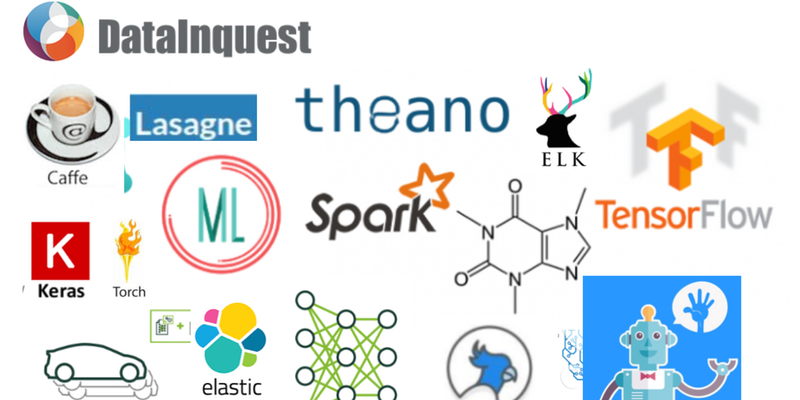 DataInquest
Lasagne
theano
ELK
@
Caffe
ML
Spark
TensorFlow
O
N
N
O
N
N
K
Keras
Torch
+
elastic